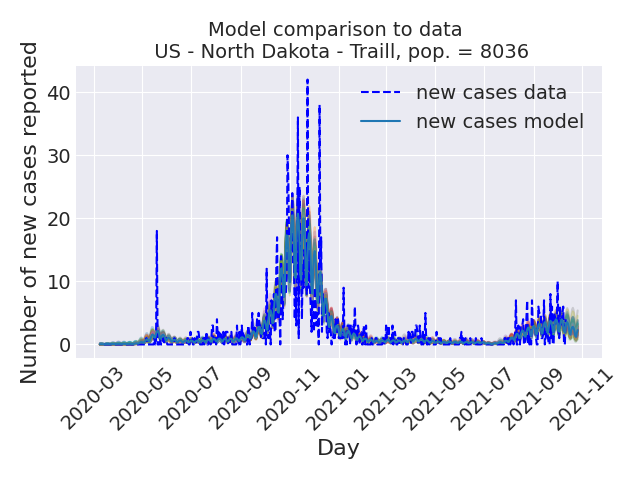 Model comparison to data
US - North Dakota - Traill, pop. = 8036
Number of new cases reported
40
30
20
10
0
new cases data
new cases model
2020-03
2020-05
2020-07
2020-09
2020-11
2021-01
2021-03
2021-05
2021-07
2021-09
2021-11
Day